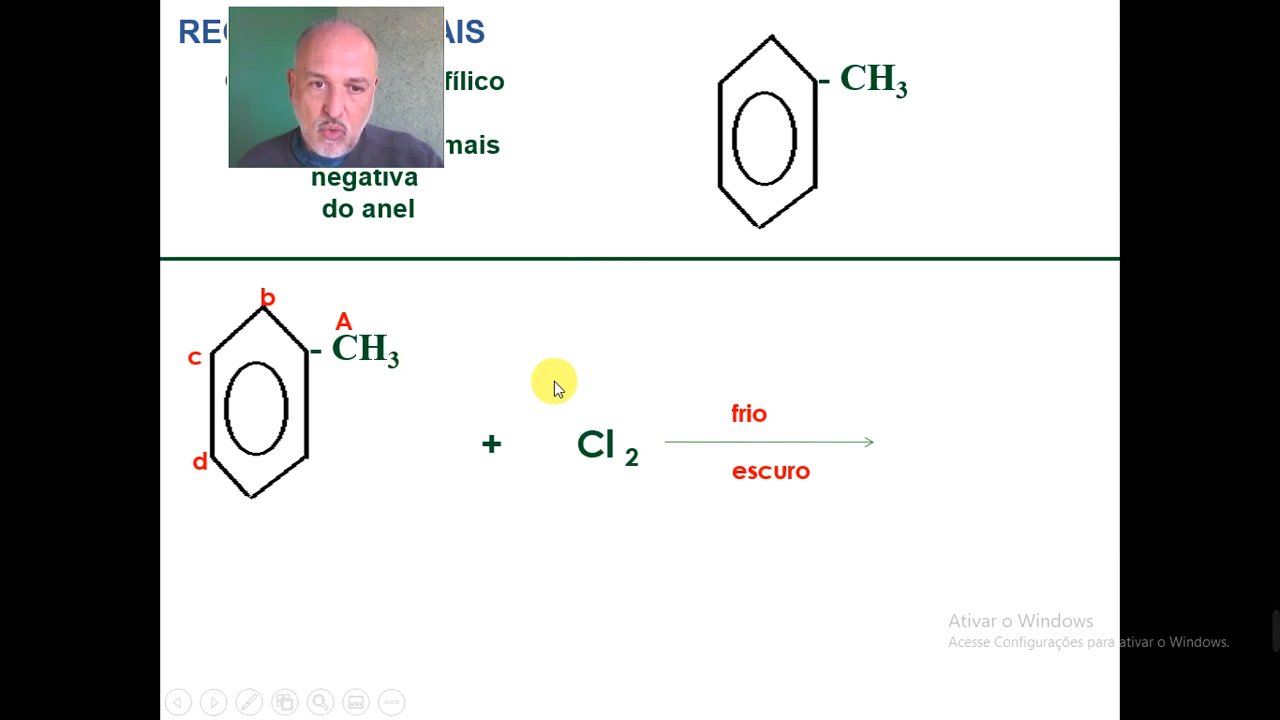 AIS
fílico
mais
negativa
do anel
- CH3
b
A
c
- CH3
d
+
Cl 2
frio
escuro
Ativar o Windows
Acesse Configurações para ativar o Windows.